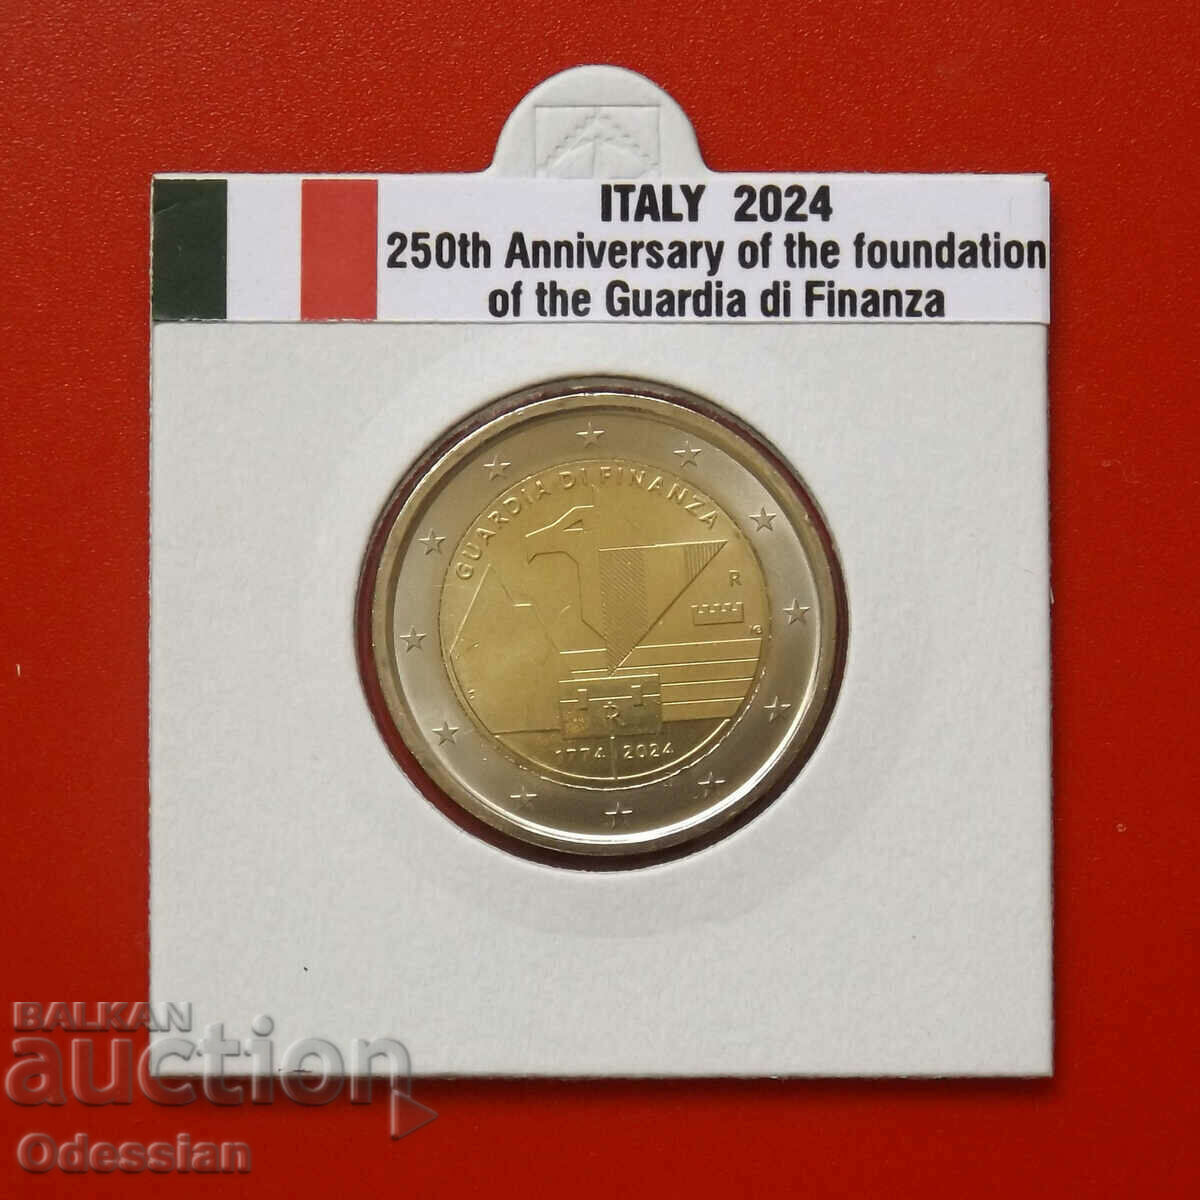 ITALY 2024
250th Anniversary of the foundation
of the Guardia di Finanza
GUARDIA DI FINANZA
R
1774 2024
BALKAN
auction
Odessian